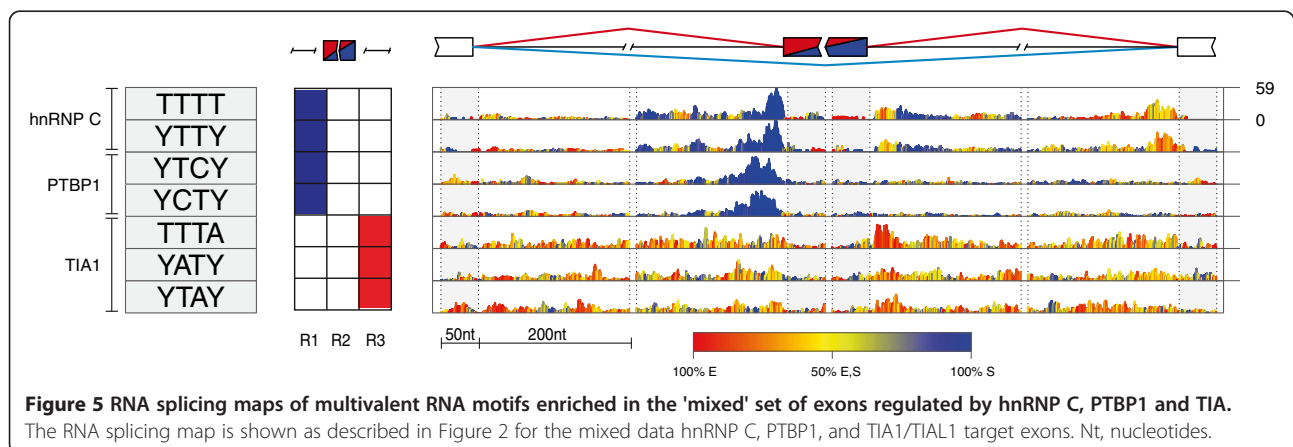 hnRNP C
PTBP1
TIA1
TTTT
YTTY
YTCY
YCTY
TTTA
YATY
YTAY
R1 R2 R3
59
0
50nt 200nt
100% E 50% E,S 100% S
Figure 5 RNA splicing maps of multivalent RNA motifs enriched in the 'mixed' set of exons regulated by hnRNP C, PTBP1 and TIA.
The RNA splicing map is shown as described in Figure 2 for the mixed data hnRNP C, PTBP1, and TIA1/TIAL1 target exons. Nt, nucleotides.